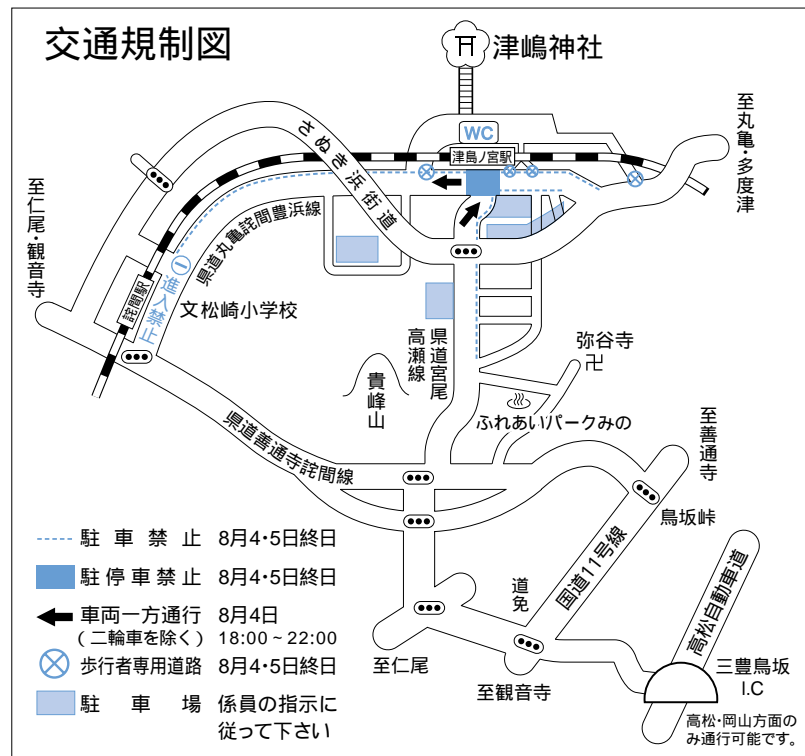 交通規制図
津嶋神社
WC
津島ノ宮駅
至丸亀・多度津
さぬき浜街道
至仁尾・観音寺
県道丸亀詫間豊浜線
詫間駅
進入禁止
文 松崎小学校
県道宮尾
高瀬線
貴峰山
弥谷寺
卍
ふれあいパークみの
至善通寺
県道善通寺詫間線
鳥坂峠
国道11号線
道免
高松自動車道
至仁尾
至観音寺
三豊鳥坂
I.C
高松・岡山方面の
み通行可能です。
駐車禁止 8月4・5日終日
駐停車禁止 8月4・5日終日
車両一方通行 8月4日
(二輪車を除く) 18:00~22:00
歩行者専用道路 8月4・5日終日
駐車場 係員の指示に
従って下さい